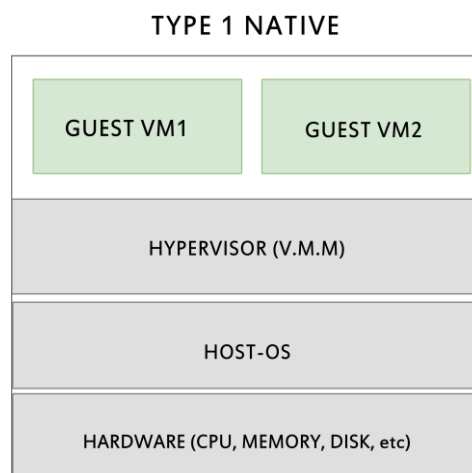 TYPE 1 NATIVE
GUEST VM1
GUEST VM2
HYPERVISOR (V.M.M)
HOST-OS
HARDWARE (CPU, MEMORY, DISK, etc)